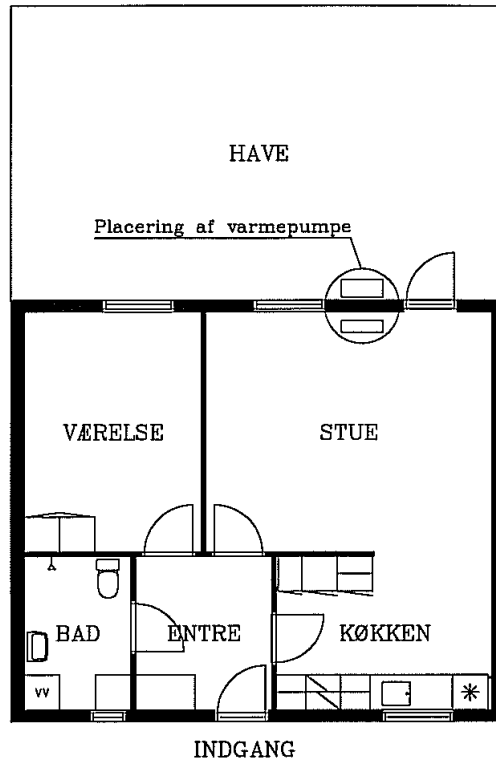 HAVE
Placering af varmepumpe
VÆRELSE
STUE
BAD
ENTRE
KØKKEN
VV
INDGANG